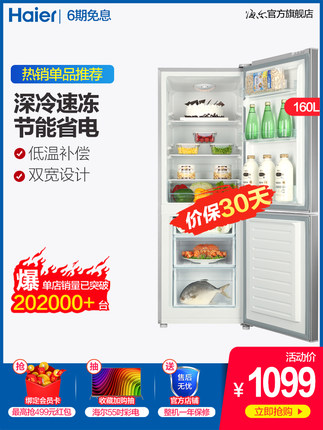 Haier 6期免息
海尔官方旗舰店
热销单品推荐
深冷速冻
节能省电
低温补偿
双宽设计
160L
价保30天
爆
单店销量已突破
202000+台
抢
绑定会员卡
最高抢499元红包
抽
收藏加购抽
海尔55吋彩电
送
售后无忧
官方店铺
整机一年保修
活动价
¥1099
立即抢购